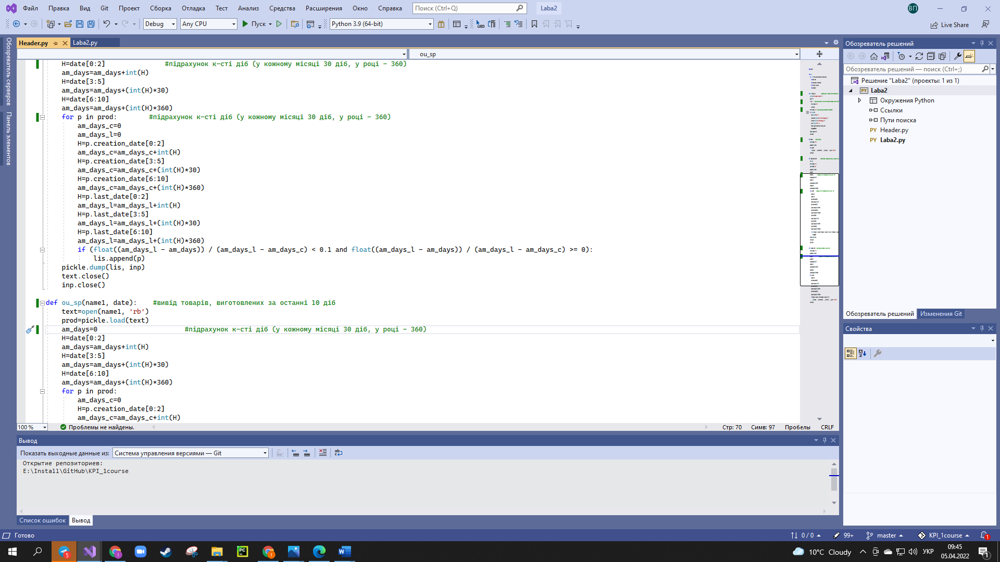 Файл Правка Вид Git Проект Сборка Отладка Тест Анализ Средства Расширения Окно Справка Поиск (Ctrl+Q) Laba2 ВП
Debug Any CPU Пуск Python 3.9 (64-bit) Live Share
Обозреватель серверов
Панель элементов
Header.py Laba2.py
ou_sp
H=date[0:2] #підрахунок к-сті діб (у кожному місяці 30 діб, у році - 360)
am_days=am_days+int(H)
H=date[3:5]
am_days=am_days+(int(H)*30)
H=date[6:10]
am_days=am_days+(int(H)*360)
for p in prod: #підрахунок к-сті діб (у кожному місяці 30 діб, у році - 360)
am_days_c=0
am_days_l=0
H=p.creation_date[0:2]
am_days_c=am_days_c+int(H)
H=p.creation_date[3:5]
am_days_c=am_days_c+(int(H)*30)
H=p.creation_date[6:10]
am_days_c=am_days_c+(int(H)*360)
H=p.last_date[0:2]
am_days_l=am_days_l+int(H)
H=p.last_date[3:5]
am_days_l=am_days_l+(int(H)*30)
H=p.last_date[6:10]
am_days_l=am_days_l+(int(H)*360)
if (float((am_days_l - am_days)) / (am_days_l - am_days_c) < 0.1 and float((am_days_l - am_days)) / (am_days_l - am_days_c) >= 0):
lis.append(p)
pickle.dump(lis, inp)
text.close()
inp.close()
def ou_sp(name1, date): #вивід товарів, виготовлених за останні 10 діб
text=open(name1, 'rb')
prod=pickle.load(text)
am_days=0 #підрахунок к-сті діб (у кожному місяці 30 діб, у році - 360)
H=date[0:2]
am_days=am_days+int(H)
H=date[3:5]
am_days=am_days+(int(H)*30)
H=date[6:10]
am_days=am_days+(int(H)*360)
for p in prod:
am_days_c=0
H=p.creation_date[0:2]
am_days_c=am_days_c+int(H)
100 % Проблемы не найдены. Стр: 70 Симв: 97 Пробелы CRLF
Вывод
Показать выходные данные из: Система управления версиями — Git
Открытие репозиториев:
E:\Install\GitHub\KPI_1course
Список ошибок Вывод
Обозреватель решений
Обозреватель решений — поиск (Ctrl+;)
Решение "Laba2" (проекты: 1 из 1)
PY Laba2
Окружения Python
Ссылки
Пути поиска
PY Header.py
PY Laba2.py
Обозреватель решений Изменения Git
Свойства
Готово 0 / 0 99+ master KPI_1course 1
5 PC W 10°C Cloudy УКР 09:45
05.04.2022 1